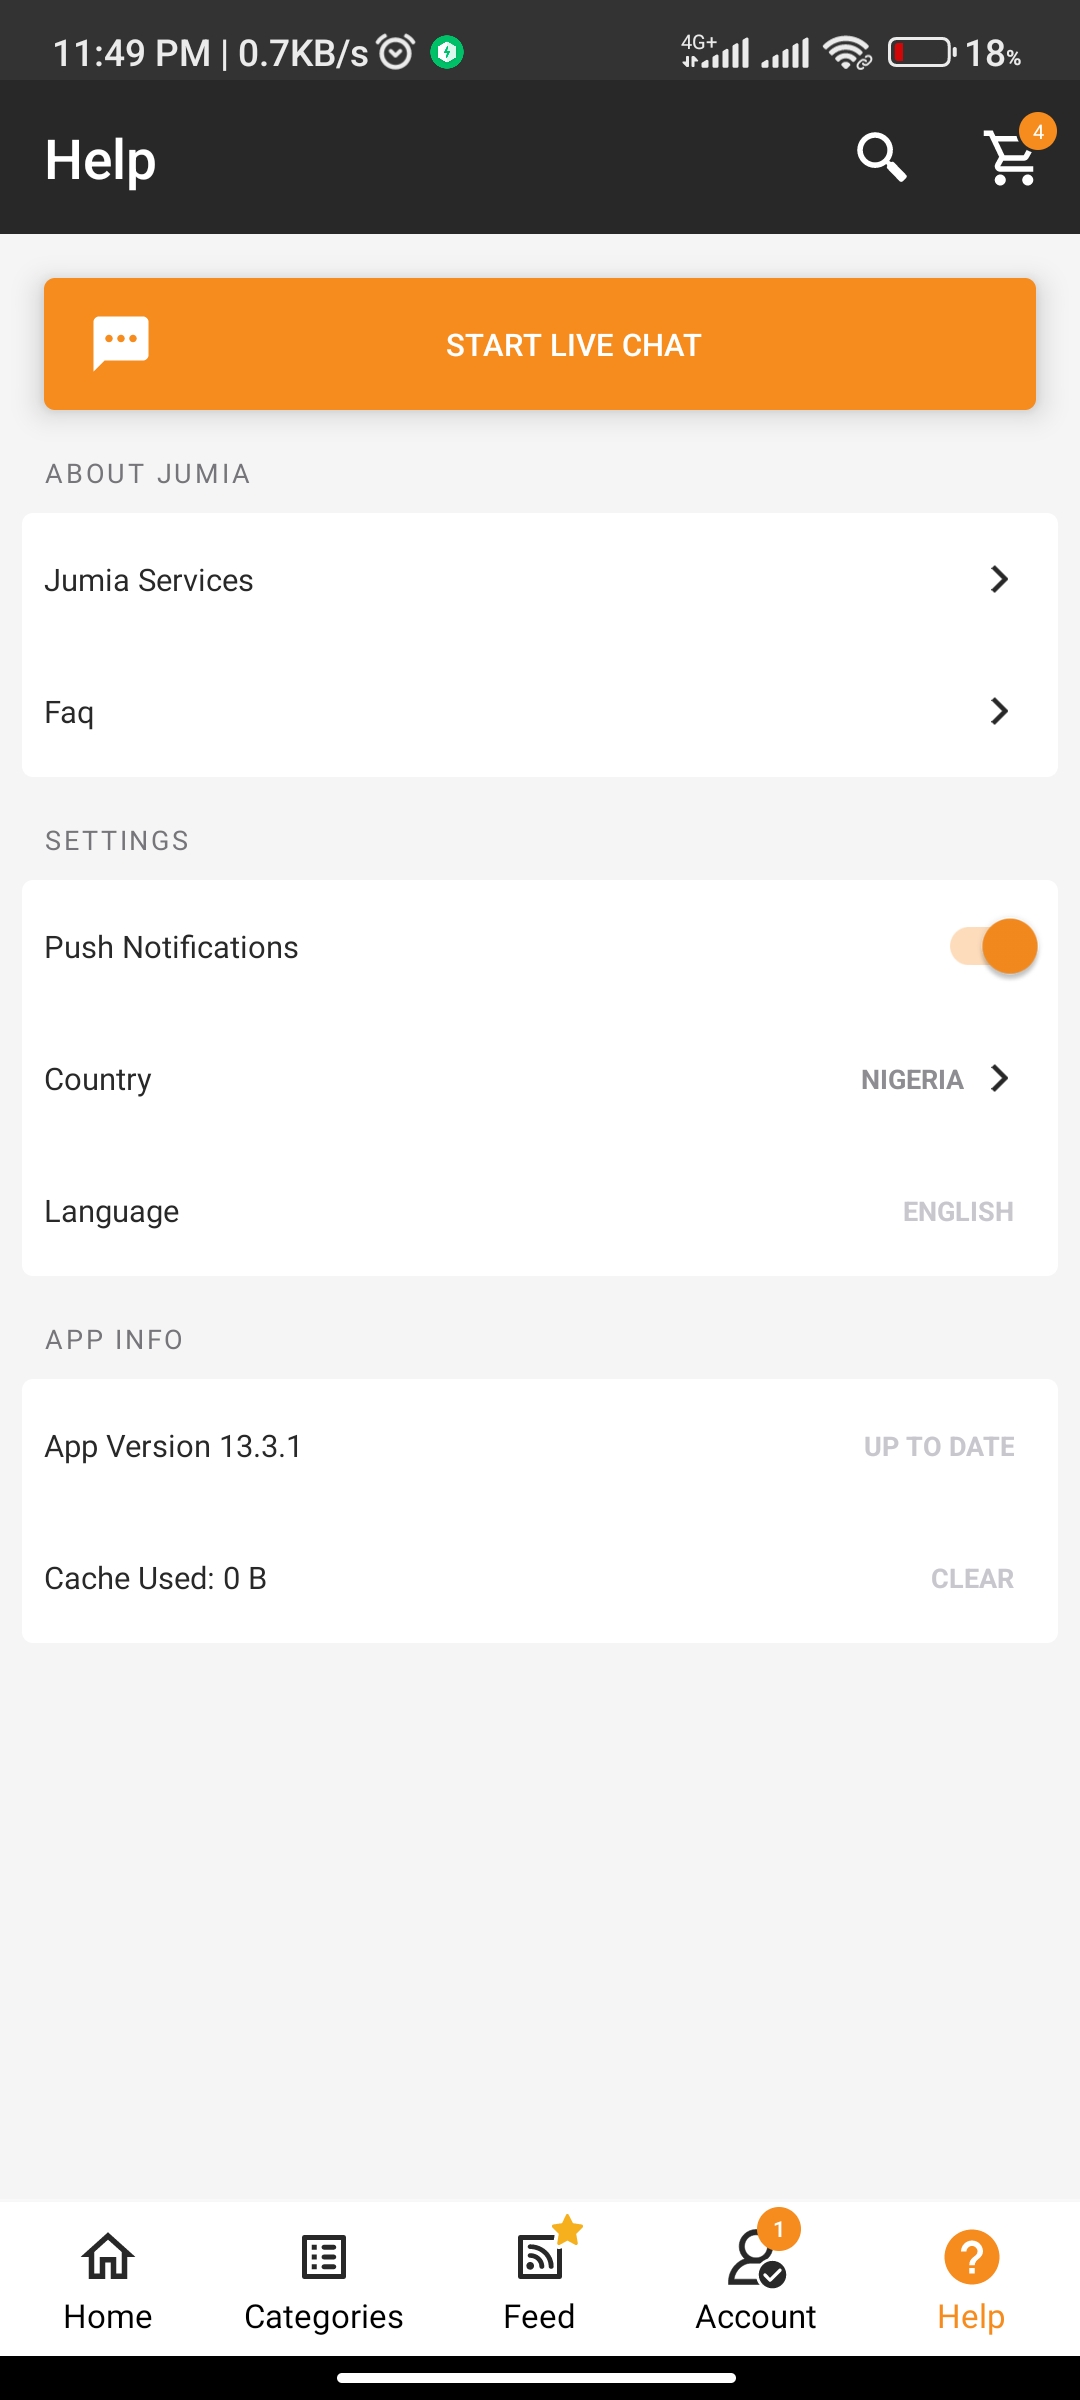 11:49 PM | 0.7KB/s 4G+ 18%
Help 4
START LIVE CHAT
ABOUT JUMIA
Jumia Services
Faq
SETTINGS
Push Notifications
Country NIGERIA
Language ENGLISH
APP INFO
App Version 13.3.1 UP TO DATE
Cache Used: 0 B CLEAR
1 ?
Home Categories Feed Account Help